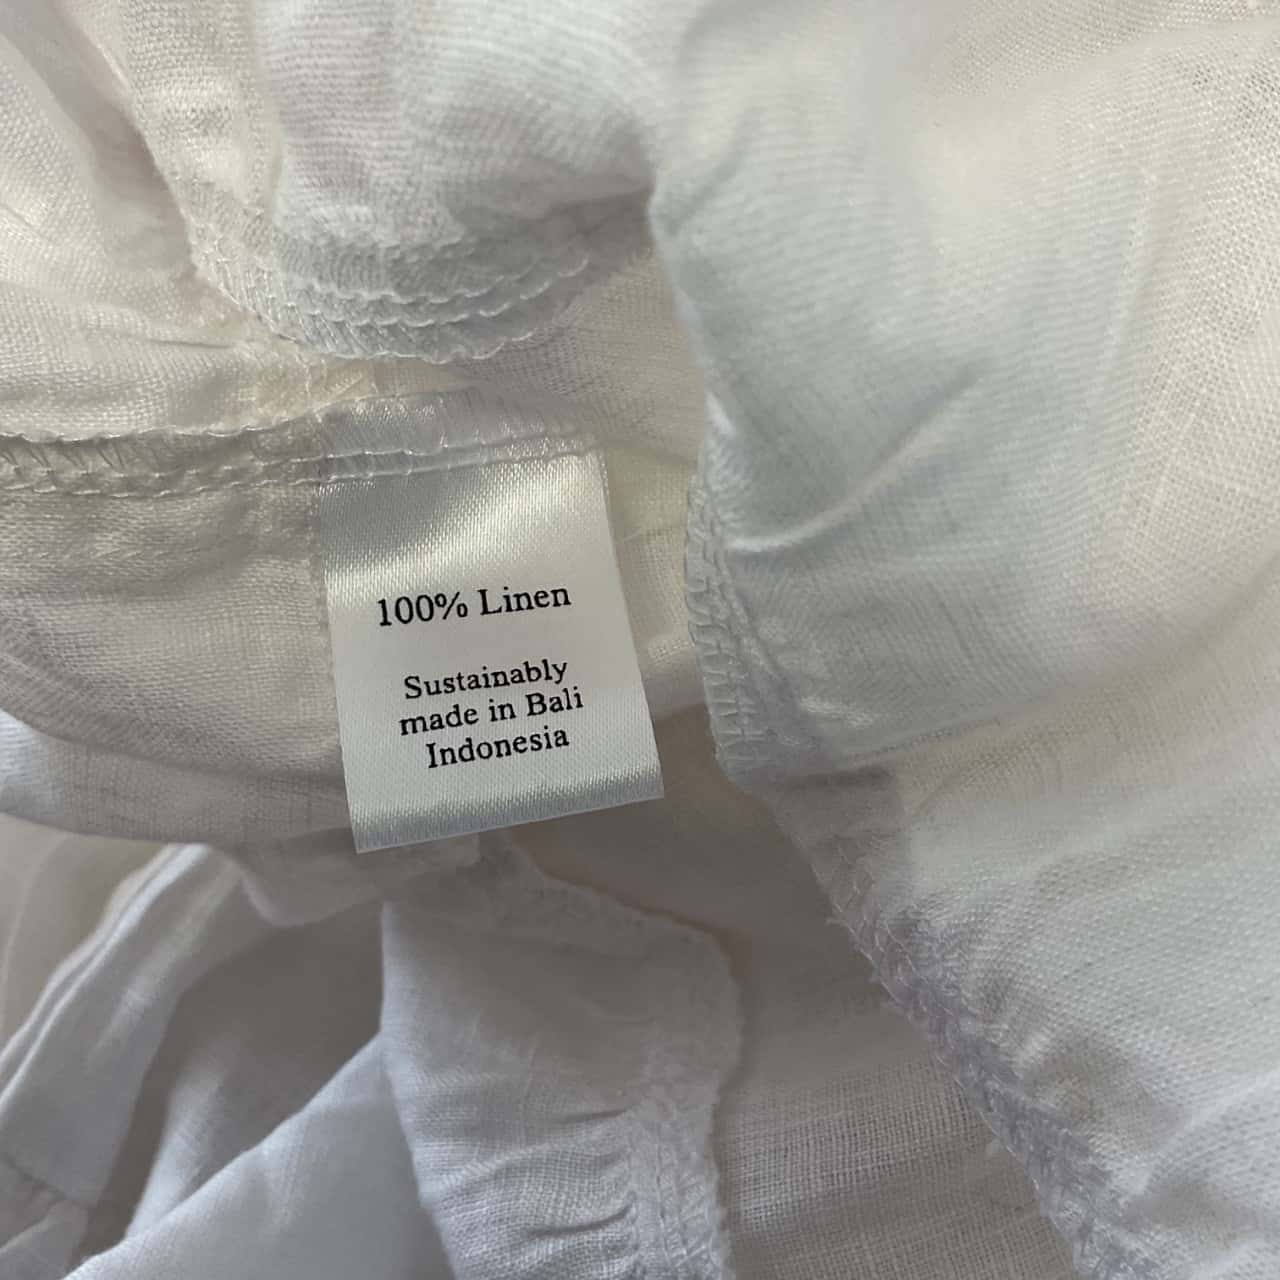 100% Linen
Sustainably
made in Bali
Indonesia